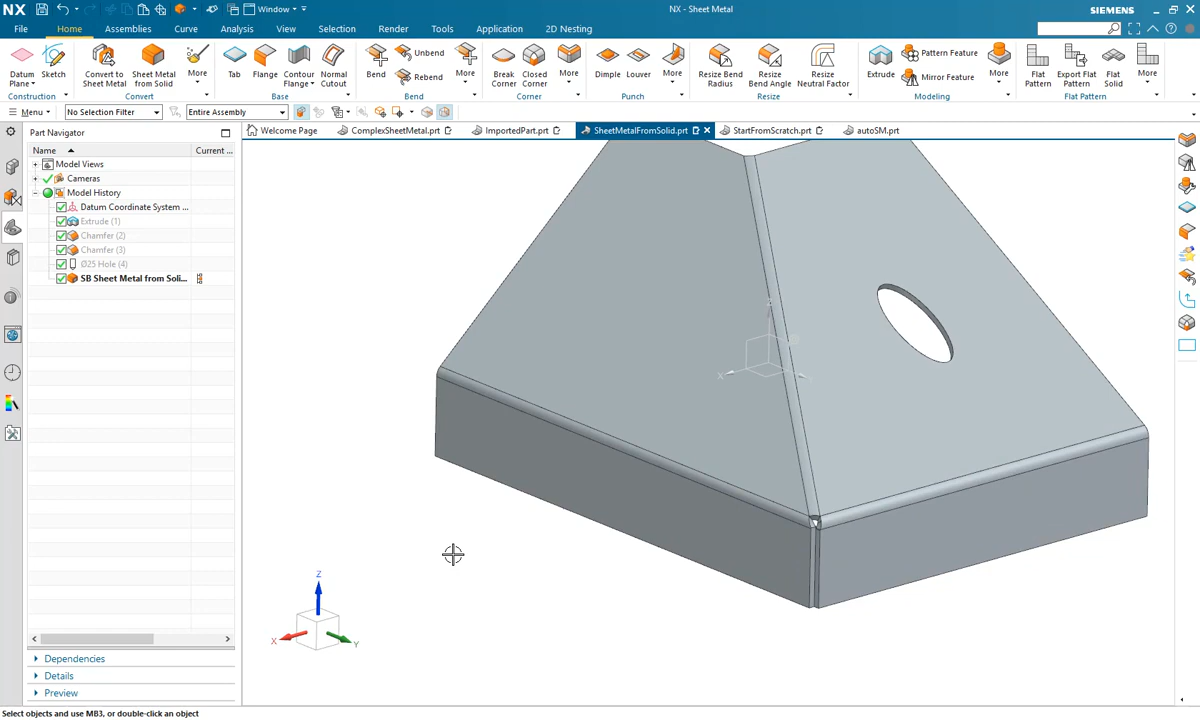 NX
Window
NX - Sheet Metal
SIEMENS
File Home Assemblies Curve Analysis View Selection Render Tools Application 2D Nesting
Datum Plane
Sketch
Construction
Convert to Sheet Metal
Sheet Metal from Solid
More
Convert
Tab
Flange
Contour Flange
Normal Cutout
Base
Bend
Unbend
Rebend
More
Bend
Break Corner
Closed Corner
More
Corner
Dimple
Louver
More
Punch
Resize Bend Radius
Resize Bend Angle
Resize Neutral Factor
Resize
Extrude
Pattern Feature
Mirror Feature
More
Modeling
Flat Pattern
Export Flat Pattern
Flat Solid
More
Flat Pattern
Menu
No Selection Filter
Entire Assembly
Part Navigator
Welcome Page
ComplexSheetMetal.prt
ImportedPart.prt
SheetMetalFromSolid.prt
StartFromScratch.prt
autoSM.prt
Name
Current ...
Model Views
Cameras
Model History
Datum Coordinate System ...
Extrude (1)
Chamfer (2)
Chamfer (3)
Ø25 Hole (4)
SB Sheet Metal from Soli...
X
Z
X
Y
Dependencies
Details
Preview
Select objects and use MB3, or double-click an object